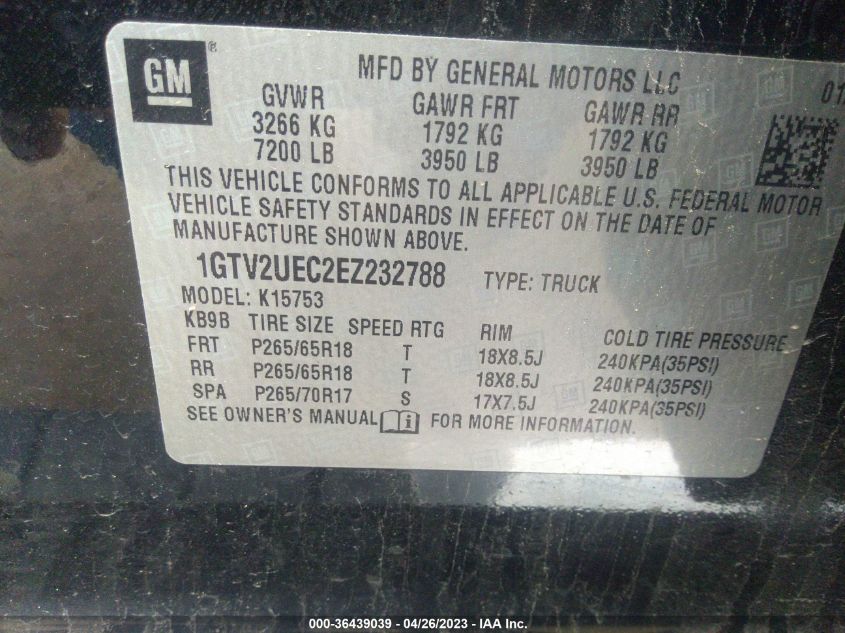 GM ®
MFD BY GENERAL MOTORS LLC
01
GVWR GAWR FRT GAWR RR
3266 KG 1792 KG 1792 KG
7200 LB 3950 LB 3950 LB
THIS VEHICLE CONFORMS TO ALL APPLICABLE U.S. FEDERAL MOTOR
VEHICLE SAFETY STANDARDS IN EFFECT ON THE DATE OF
MANUFACTURE SHOWN ABOVE.
1GTV2UEC2EZ232788 TYPE: TRUCK
MODEL: K15753
KB9B TIRE SIZE SPEED RTG RIM COLD TIRE PRESSURE
FRT P265/65R18 T 18X8.5J 240KPA(35PSI)
RR P265/65R18 T 18X8.5J 240KPA(35PSI)
SPA P265/70R17 S 17X7.5J 240KPA(35PSI)
SEE OWNER'S MANUAL i FOR MORE INFORMATION.
000-36439039 - 04/26/2023 - IAA Inc.